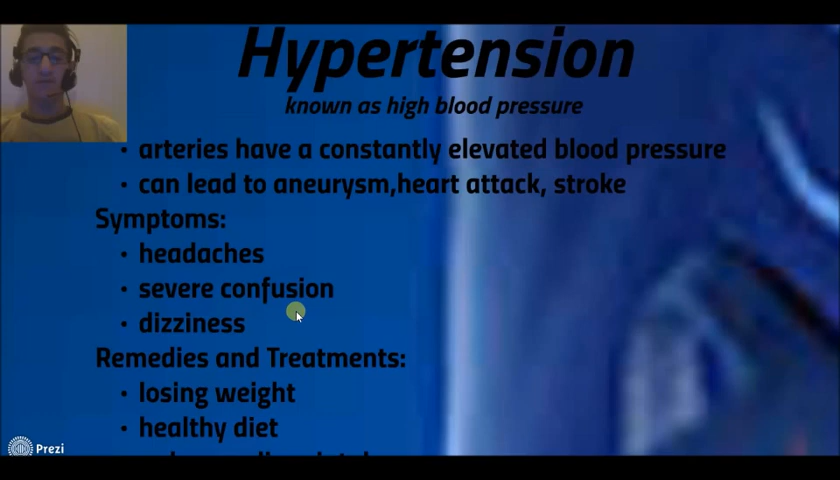 Hypertension
known as high blood pressure
• arteries have a constantly elevated blood pressure
• can lead to aneurysm,heart attack, stroke
Symptoms:
• headaches
• severe confusion
• dizziness
Remedies and Treatments:
• losing weight
• healthy diet
Prezi